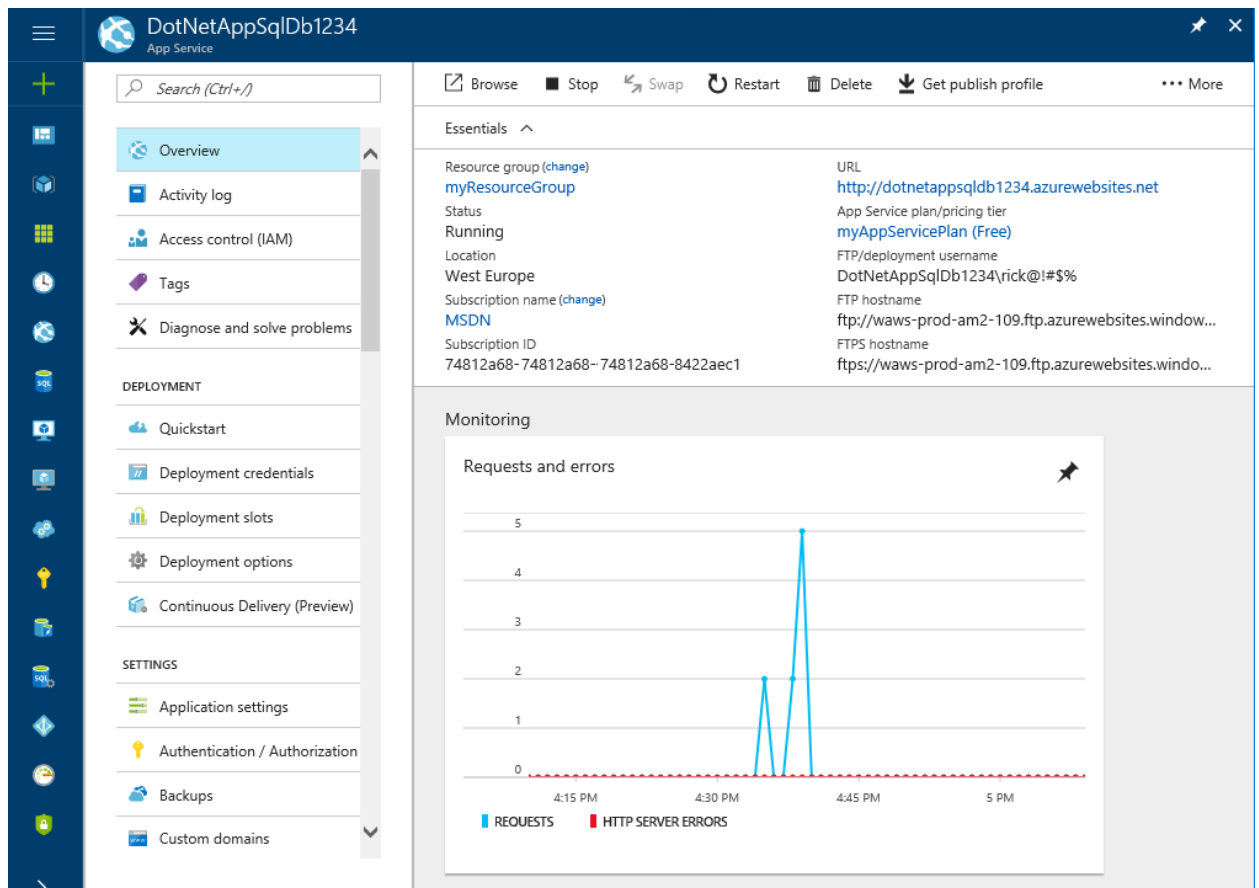 DotNetAppSqlDb1234
App Service
Search (Ctrl+/)
Overview
Activity log
Access control (IAM)
Tags
Diagnose and solve problems
DEPLOYMENT
Quickstart
Deployment credentials
Deployment slots
Deployment options
Continuous Delivery (Preview)
SETTINGS
Application settings
Authentication / Authorization
Backups
Custom domains
Browse Stop Swap Restart Delete Get publish profile ••• More
Essentials
Resource group (change)
myResourceGroup
Status
Running
Location
West Europe
Subscription name (change)
MSDN
Subscription ID
74812a68-74812a68--74812a68-8422aec1
URL
http://dotnetappsqldb1234.azurewebsites.net
App Service plan/pricing tier
myAppServicePlan (Free)
FTP/deployment username
DotNetAppSqlDb1234\rick@!#$%
FTP hostname
ftp://waws-prod-am2-109.ftp.azurewebsites.window...
FTPS hostname
ftps://waws-prod-am2-109.ftp.azurewebsites.windo...
Monitoring
Requests and errors
5
4
3
2
1
0
4:15 PM 4:30 PM 4:45 PM 5 PM
REQUESTS HTTP SERVER ERRORS
SQL
SQL